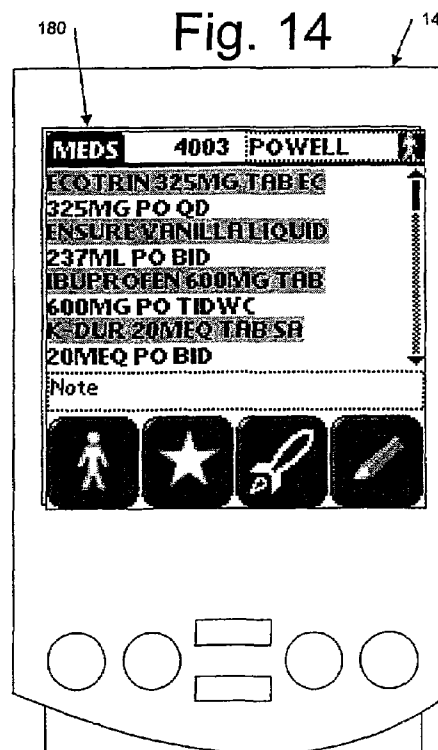 Fig. 14
180
14
MEDS 4003 POWELL
ECOTRIN 325MG TAB EC
325MG PO QD
ENSURE VANILLA LIQUID
237ML PO BID
IBUPROFEN 600MG TAB
600MG PO TIDWC
K-DUR 20MEQ TAB SA
20MEQ PO BID
Note